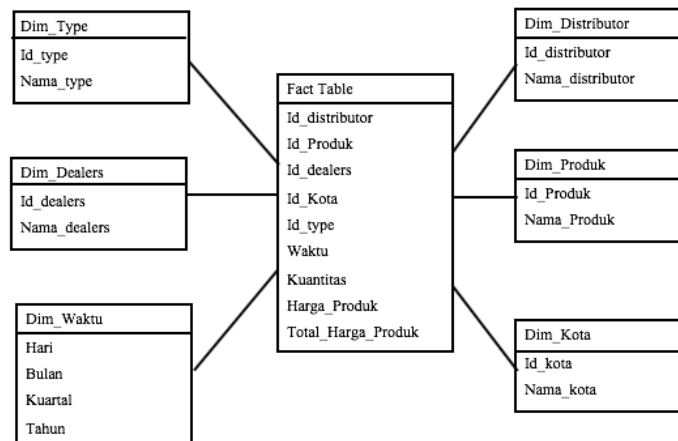 Dim_Type
Id_type
Nama_type
Dim_Dealers
Id_dealers
Nama_dealers
Dim_Waktu
Hari
Bulan
Kuartal
Tahun
Fact Table
Id_distributor
Id_Produk
Id_dealers
Id_Kota
Id_type
Waktu
Kuantitas
Harga_Produk
Total_Harga_Produk
Dim_Distributor
Id_distributor
Nama_distributor
Dim_Produk
Id_Produk
Nama_Produk
Dim_Kota
Id_kota
Nama_kota